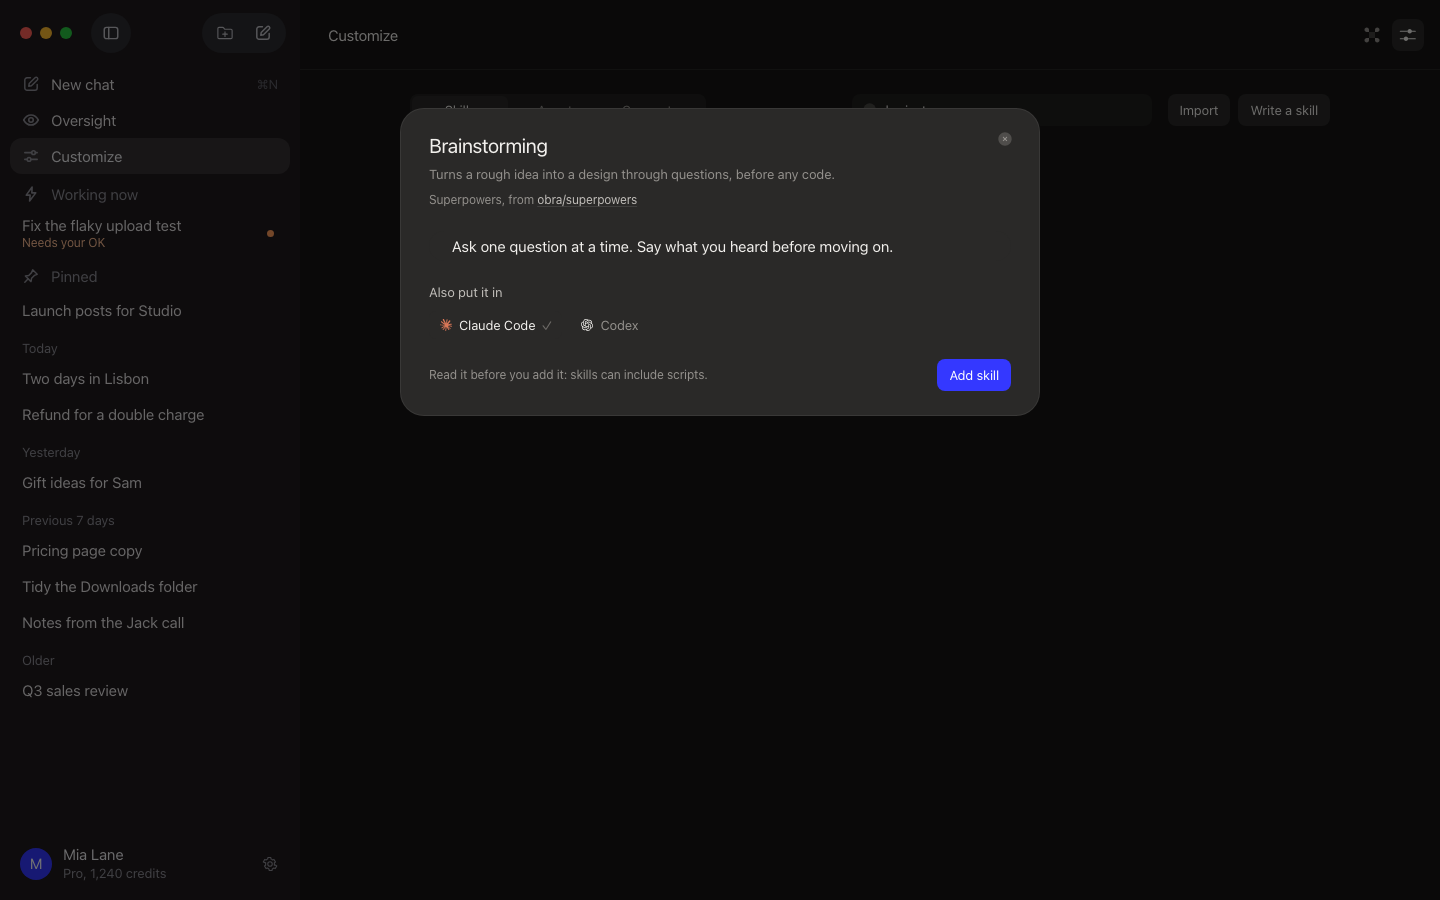 Customize
New chat
⌘N
Oversight
Customize
Working now
Fix the flaky upload test
Needs your OK
Pinned
Launch posts for Studio
Today
Two days in Lisbon
Refund for a double charge
Yesterday
Gift ideas for Sam
Previous 7 days
Pricing page copy
Tidy the Downloads folder
Notes from the Jack call
Older
Q3 sales review
M
Mia Lane
Pro, 1,240 credits
Import
Write a skill
Brainstorming
Turns a rough idea into a design through questions, before any code.
Superpowers, from obra/superpowers
Ask one question at a time. Say what you heard before moving on.
Also put it in
Claude Code
Codex
Read it before you add it: skills can include scripts.
Add skill